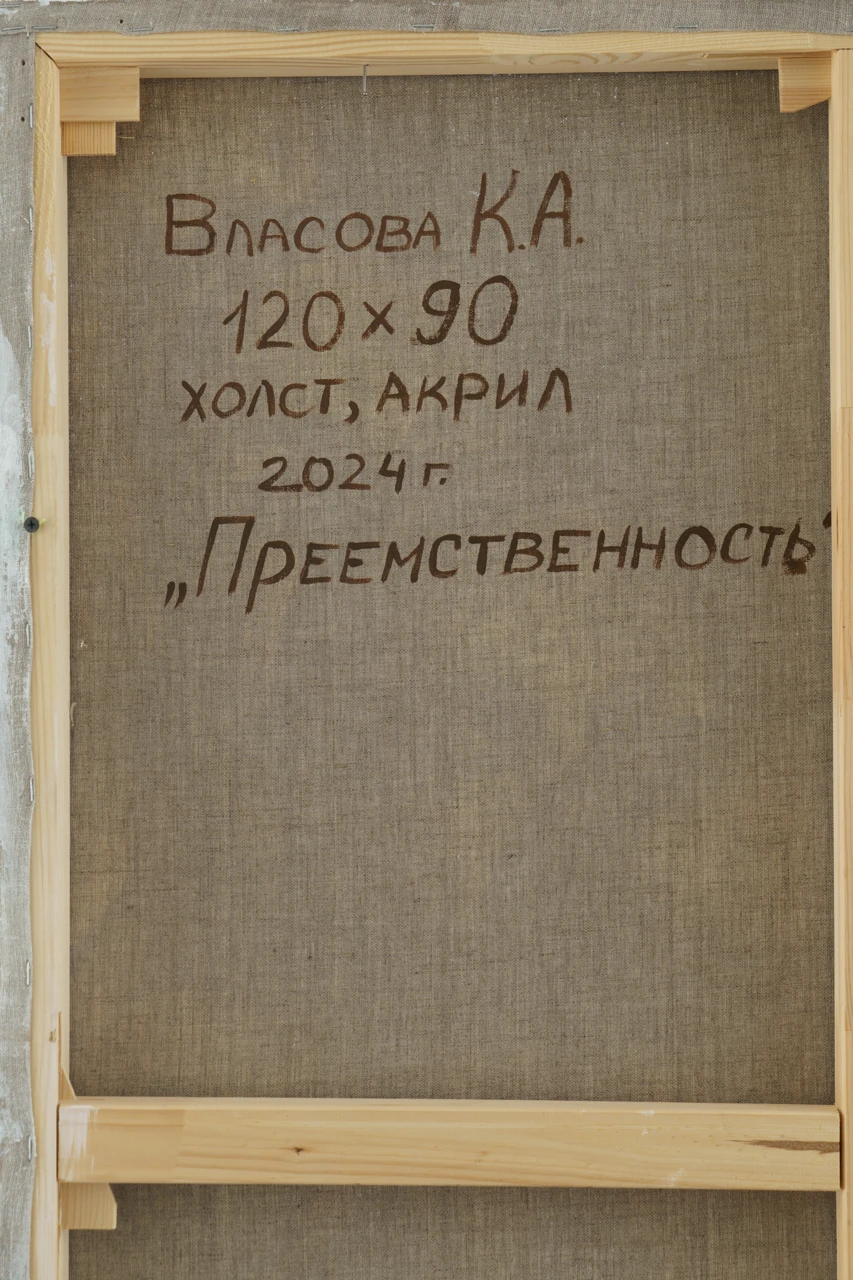 Власова К.А.
120 х 90
холст, акрил
2024 г.
„Преемственность“